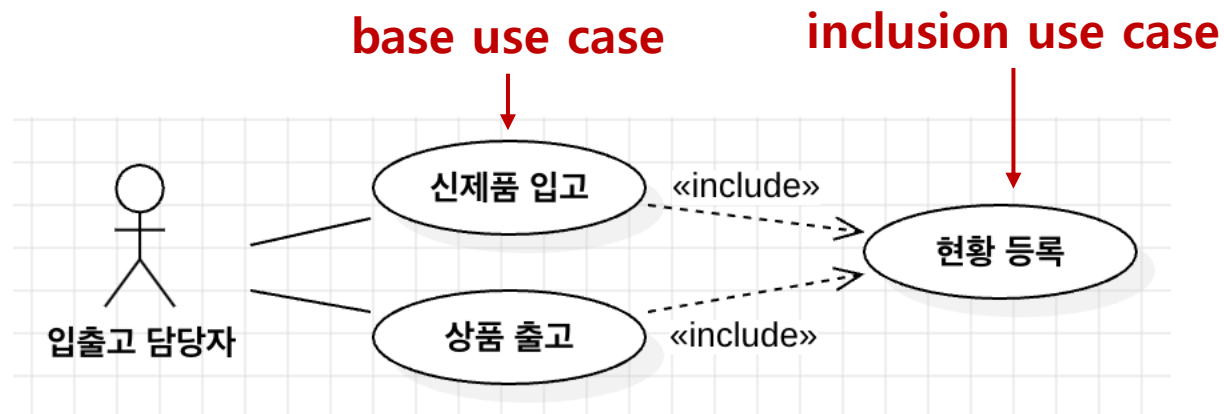 base use case
inclusion use case
신제품 입고
«include»
현황 등록
입출고 담당자
상품 출고
«include»